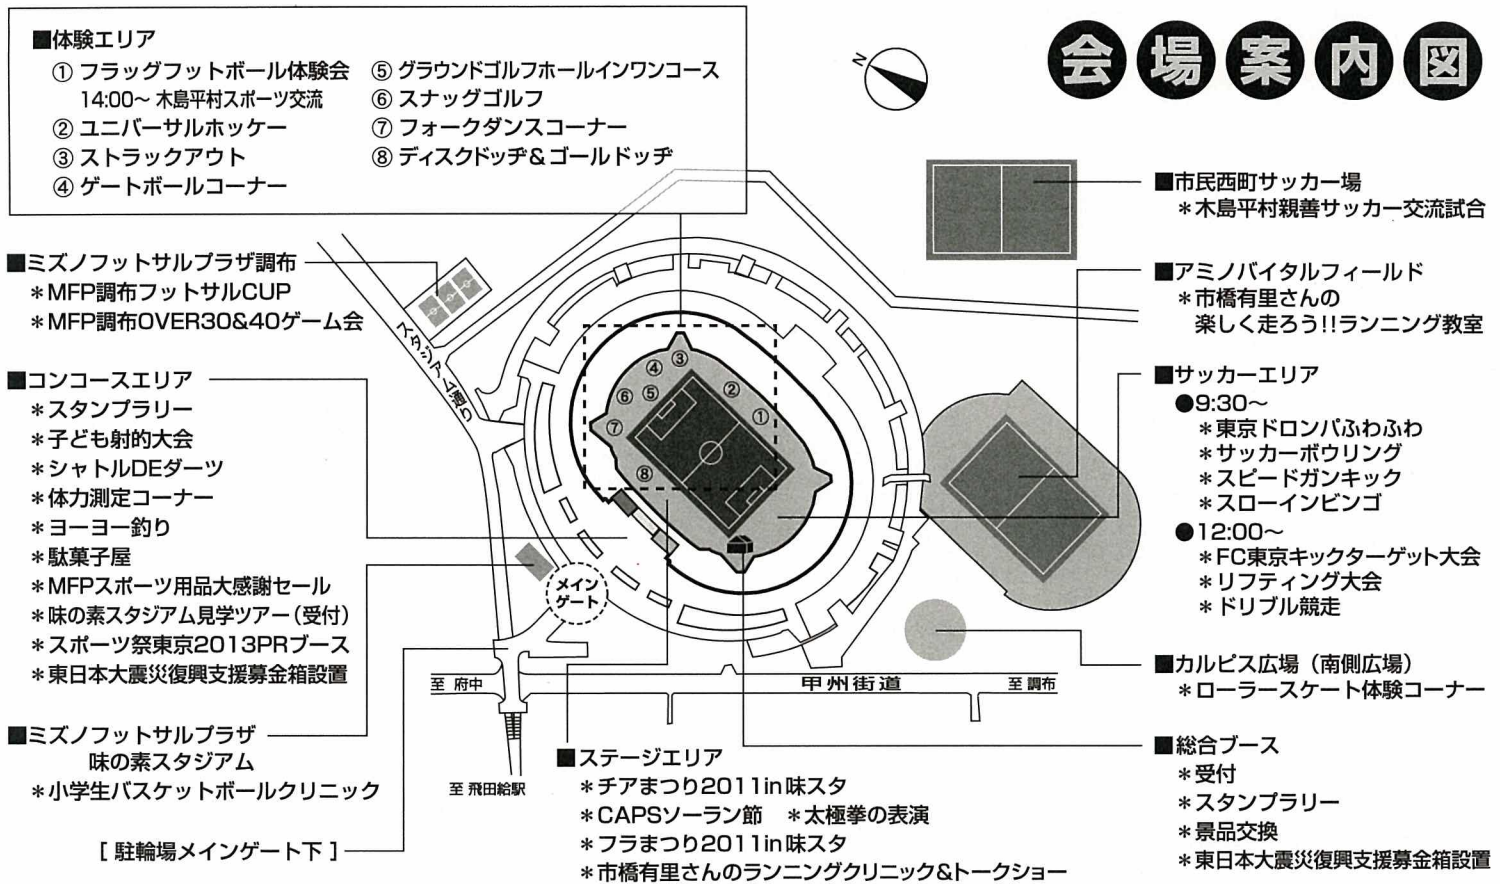 会場案内図
■体験エリア
① フラッグフットボール体験会
14:00～ 木島平村スポーツ交流
② ユニバーサルホッケー
③ ストラックアウト
④ ゲートボールコーナー
⑤ グラウンドゴルフホールインワンコース
⑥ スナッグゴルフ
⑦ フォークダンスコーナー
⑧ ディスクドッヂ&ゴールドッヂ
N
■ミズノフットサルプラザ調布
＊MFP調布フットサルCUP
＊MFP調布OVER30&40ゲーム会
■コンコースエリア
＊スタンプラリー
＊子ども射的大会
＊シャトルDEダーツ
＊体力測定コーナー
＊ヨーヨー釣り
＊駄菓子屋
＊MFPスポーツ用品大感謝セール
＊味の素スタジアム見学ツアー（受付）
＊スポーツ祭東京2013PRブース
＊東日本大震災復興支援募金箱設置
■ミズノフットサルプラザ
味の素スタジアム
＊小学生バスケットボールクリニック
［ 駐輪場メインゲート下 ］
スタジアム通り
③
④
②
⑥
⑤
①
⑦
⑧
メイン
ゲート
至 府中
甲州街道
至 調布
至 飛田給駅
■ステージエリア
＊チアまつり2011in味スタ
＊CAPSソーラン節　＊太極拳の表演
＊フラまつり2011in味スタ
＊市橋有里さんのランニングクリニック&トークショー
■市民西町サッカー場
＊木島平村親善サッカー交流試合
■アミノバイタルフィールド
＊市橋有里さんの
楽しく走ろう!!ランニング教室
■サッカーエリア
●9:30～
＊東京ドロンパふわふわ
＊サッカーボウリング
＊スピードガンキック
＊スローインビンゴ
●12:00～
＊FC東京キックターゲット大会
＊リフティング大会
＊ドリブル競走
■カルピス広場（南側広場）
＊ローラースケート体験コーナー
■総合ブース
＊受付
＊スタンプラリー
＊景品交換
＊東日本大震災復興支援募金箱設置